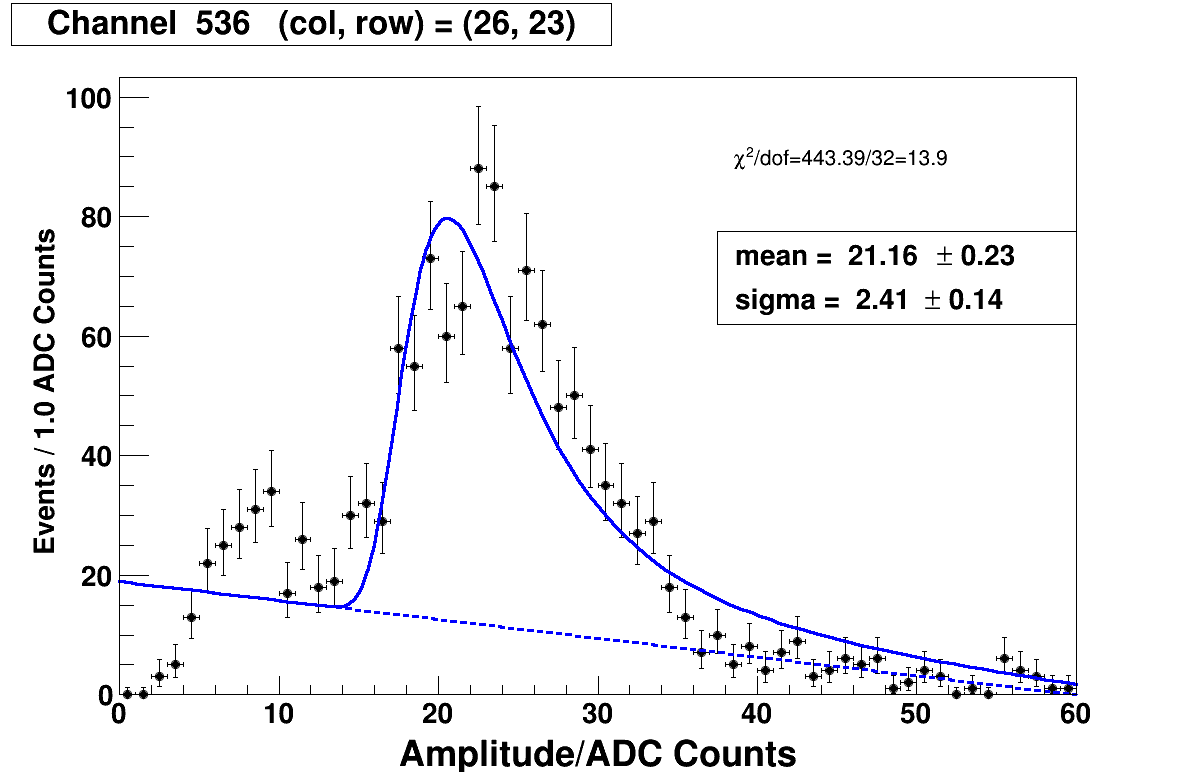 Channel 536 (col, row) = (26, 23)
100
80
60
40
20
0
Events / 1.0 ADC Counts
χ²/dof=443.39/32=13.9
mean = 21.16 ± 0.23
sigma = 2.41 ± 0.14
0 10 20 30 40 50 60
Amplitude/ADC Counts